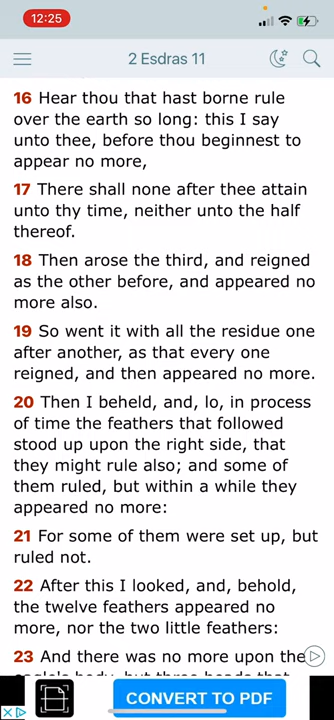 12:25
2 Esdras 11
16 Hear thou that hast borne rule
over the earth so long: this I say
unto thee, before thou beginnest to
appear no more,
17 There shall none after thee attain
unto thy time, neither unto the half
thereof.
18 Then arose the third, and reigned
as the other before, and appeared no
more also.
19 So went it with all the residue one
after another, as that every one
reigned, and then appeared no more.
20 Then I beheld, and, lo, in process
of time the feathers that followed
stood up upon the right side, that
they might rule also; and some of
them ruled, but within a while they
appeared no more:
21 For some of them were set up, but
ruled not.
22 After this I looked, and, behold,
the twelve feathers appeared no
more, nor the two little feathers:
23 And there was no more upon the
eagle's body, but three heads that
CONVERT TO PDF